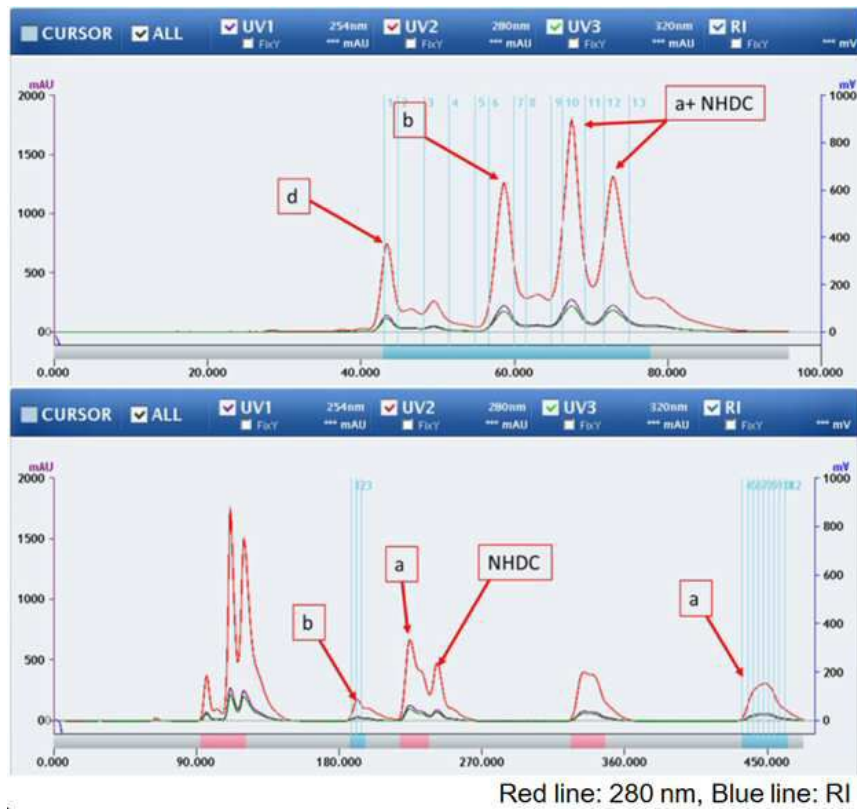 CURSOR ALL UV1 254nm UV2 280nm UV3 320nm RI
FixY *** mAU FixY *** mAU FixY *** mAU FixY *** mV
mAU mV
2000 1000
1 2 3 4 5 6 7 8 9 10 11 12 13
a+ NHDC
b
1500 800
d
1000 600
400
500 200
00 0
0.000 20.000 40.000 60.000 80.000 100.000
CURSOR ALL UV1 254nm UV2 280nm UV3 320nm RI
FixY *** mAU FixY *** mAU FixY *** mAU FixY *** mV
mAU mV
2000 1000
1500 800
a NHDC
1000 600
b a
400
500 200
00 0
0.000 90.000 180.000 270.000 360.000 450.000
Red line: 280 nm, Blue line: RI